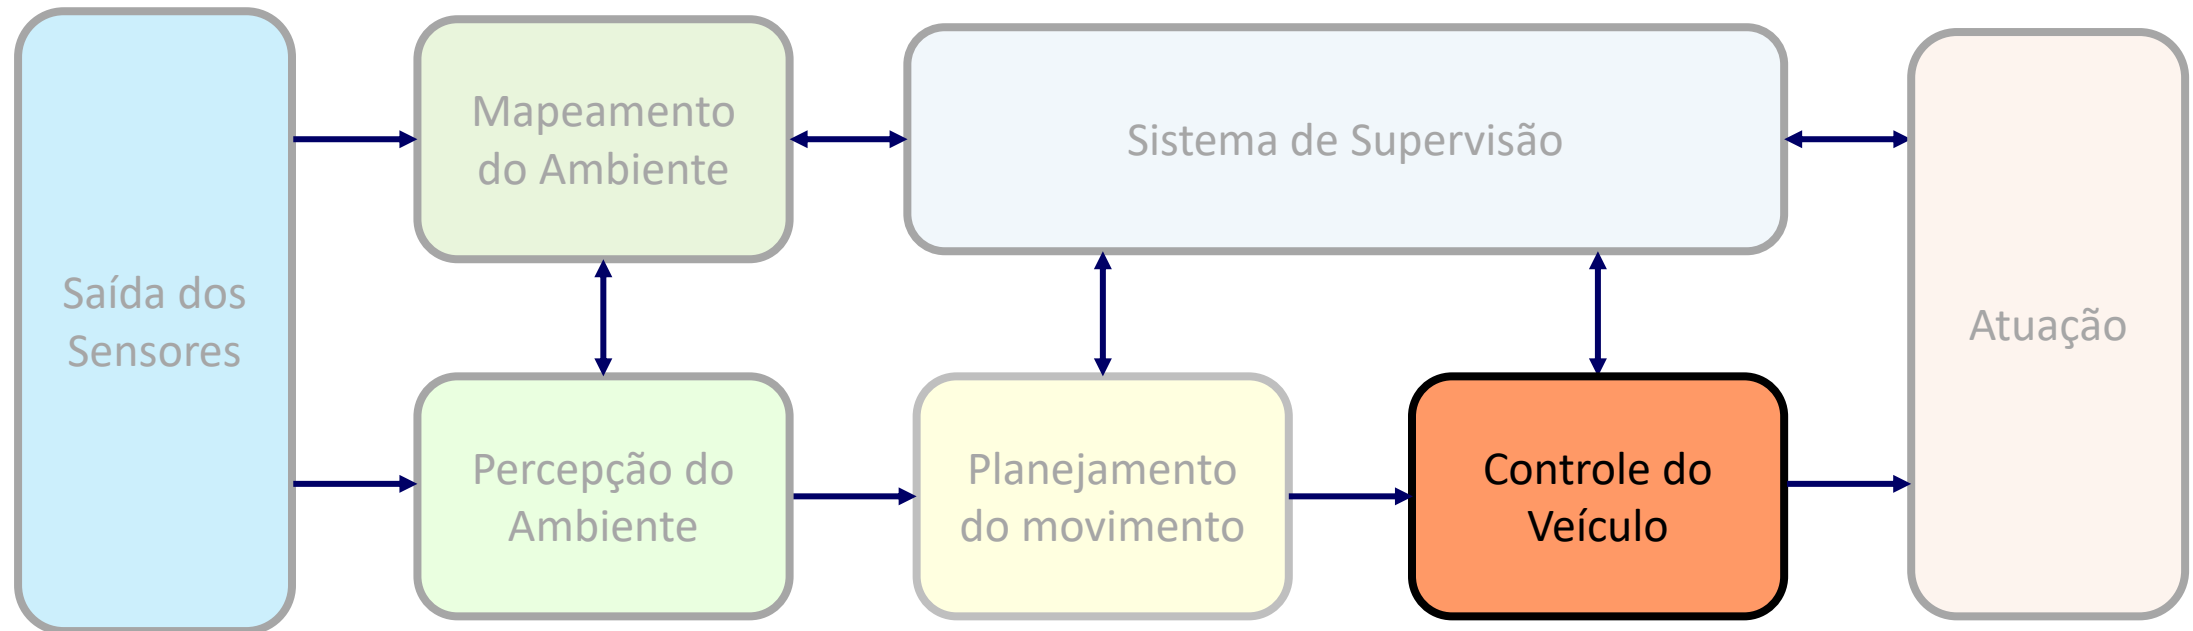 Saída dos
Sensores
Mapeamento
do Ambiente
Sistema de Supervisão
Percepção do
Ambiente
Planejamento
do movimento
Controle do
Veículo
Atuação